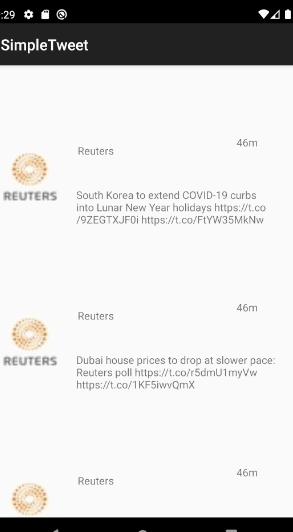 :29
SimpleTweet
46m
Reuters
REUTERS
South Korea to extend COVID-19 curbs
into Lunar New Year holidays https://t.co
/9ZEGTXJF0i https://t.co/FtYW35MkNw
46m
Reuters
REUTERS
Dubai house prices to drop at slower pace:
Reuters poll https://t.co/r5dmU1myVw
https://t.co/1KF5iwvQmX
46m
Reuters